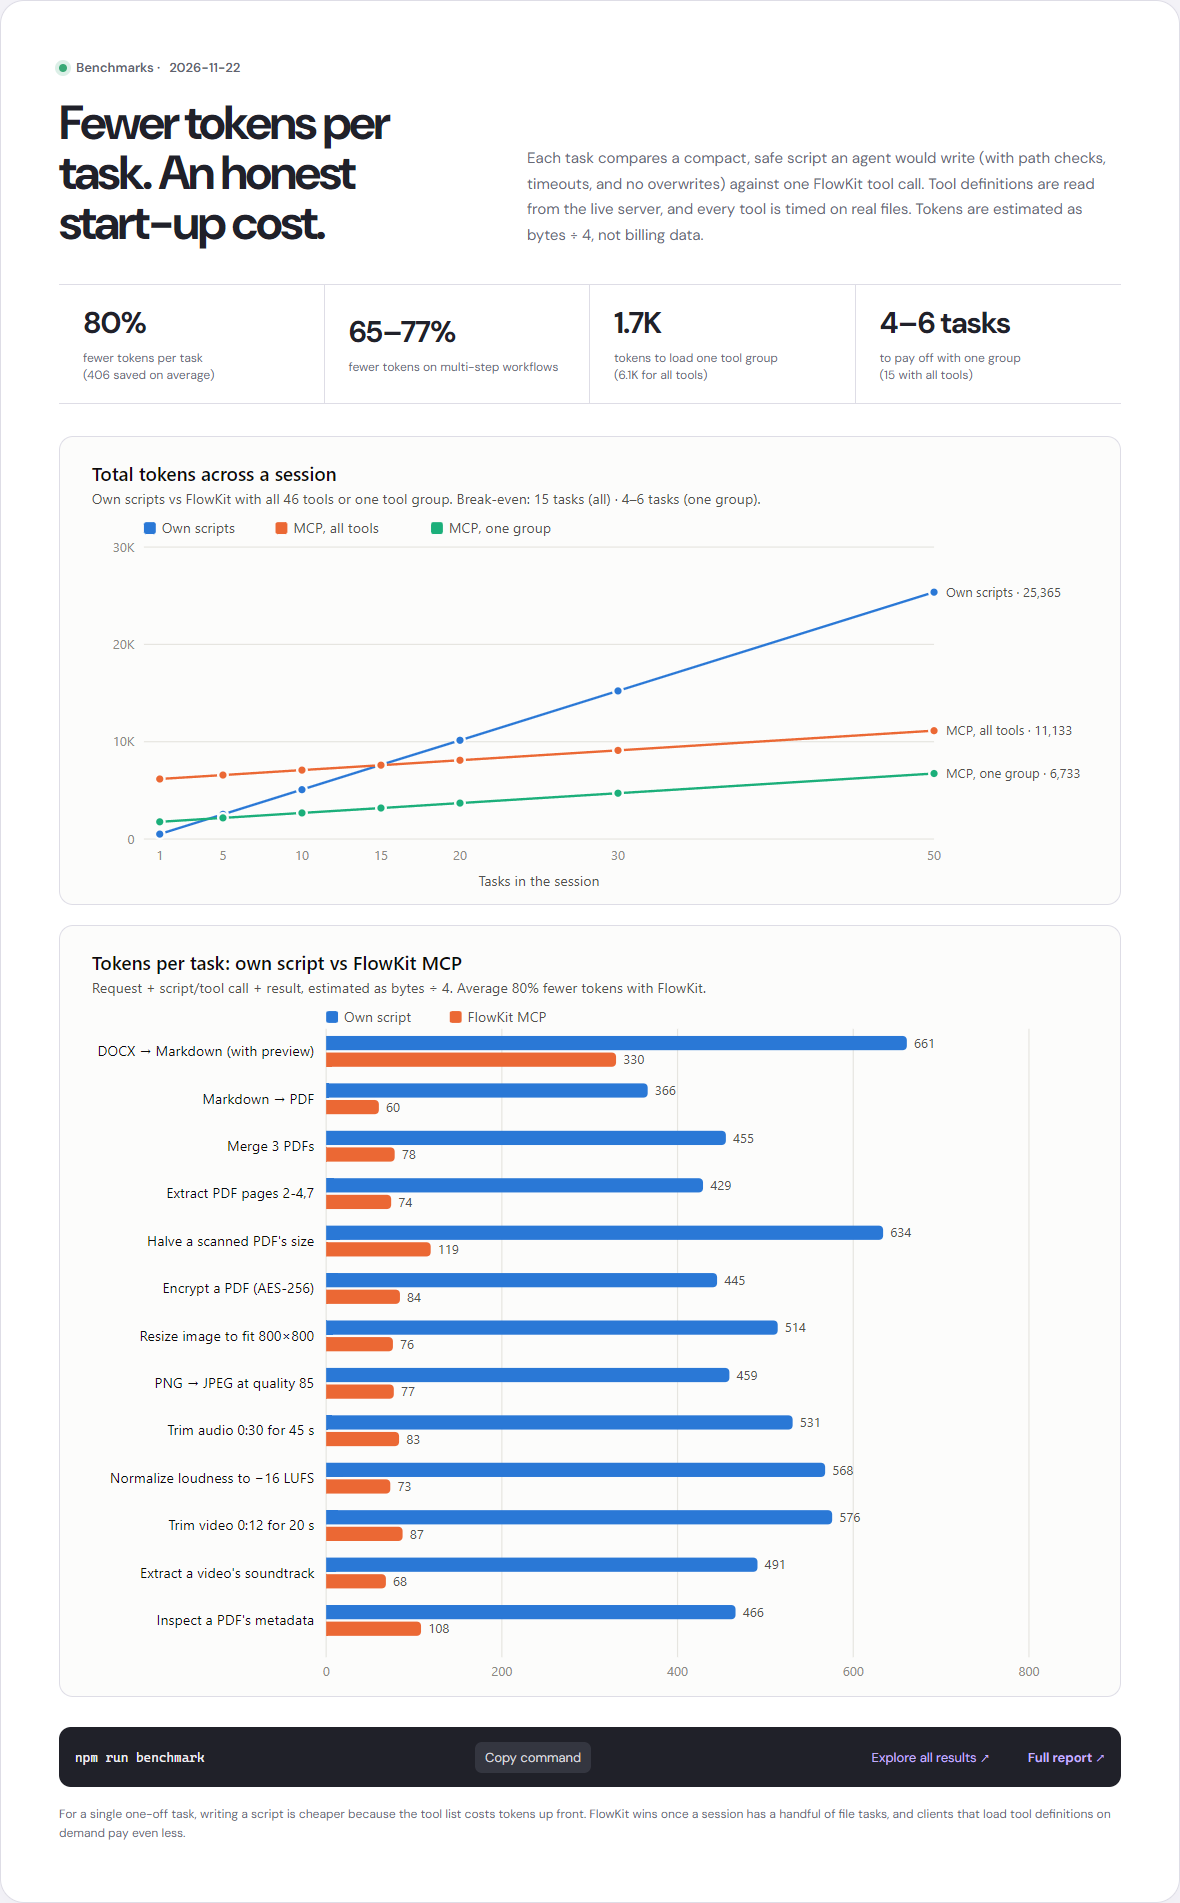 Benchmarks · 2026-11-22
Fewer tokens per
task. An honest
start-up cost.
Each task compares a compact, safe script an agent would write (with path checks,
timeouts, and no overwrites) against one FlowKit tool call. Tool definitions are read
from the live server, and every tool is timed on real files. Tokens are estimated as
bytes ÷ 4, not billing data.
80%
fewer tokens per task
(406 saved on average)
65–77%
fewer tokens on multi-step workflows
1.7K
tokens to load one tool group
(6.1K for all tools)
4–6 tasks
to pay off with one group
(15 with all tools)
Total tokens across a session
Own scripts vs FlowKit with all 46 tools or one tool group. Break-even: 15 tasks (all) · 4–6 tasks (one group).
Own scripts
MCP, all tools
MCP, one group
30K
20K
10K
0
Own scripts · 25,365
MCP, all tools · 11,133
MCP, one group · 6,733
1 5 10 15 20 30 50
Tasks in the session
Tokens per task: own script vs FlowKit MCP
Request + script/tool call + result, estimated as bytes ÷ 4. Average 80% fewer tokens with FlowKit.
Own script
FlowKit MCP
DOCX → Markdown (with preview)
661
330
Markdown → PDF
366
60
Merge 3 PDFs
455
78
Extract PDF pages 2-4,7
429
74
Halve a scanned PDF's size
634
119
Encrypt a PDF (AES-256)
445
84
Resize image to fit 800×800
514
76
PNG → JPEG at quality 85
459
77
Trim audio 0:30 for 45 s
531
83
Normalize loudness to −16 LUFS
568
73
Trim video 0:12 for 20 s
576
87
Extract a video's soundtrack
491
68
Inspect a PDF's metadata
466
108
0 200 400 600 800
npm run benchmark
Copy command
Explore all results ↗
Full report ↗
For a single one-off task, writing a script is cheaper because the tool list costs tokens up front. FlowKit wins once a session has a handful of file tasks, and clients that load tool definitions on
demand pay even less.